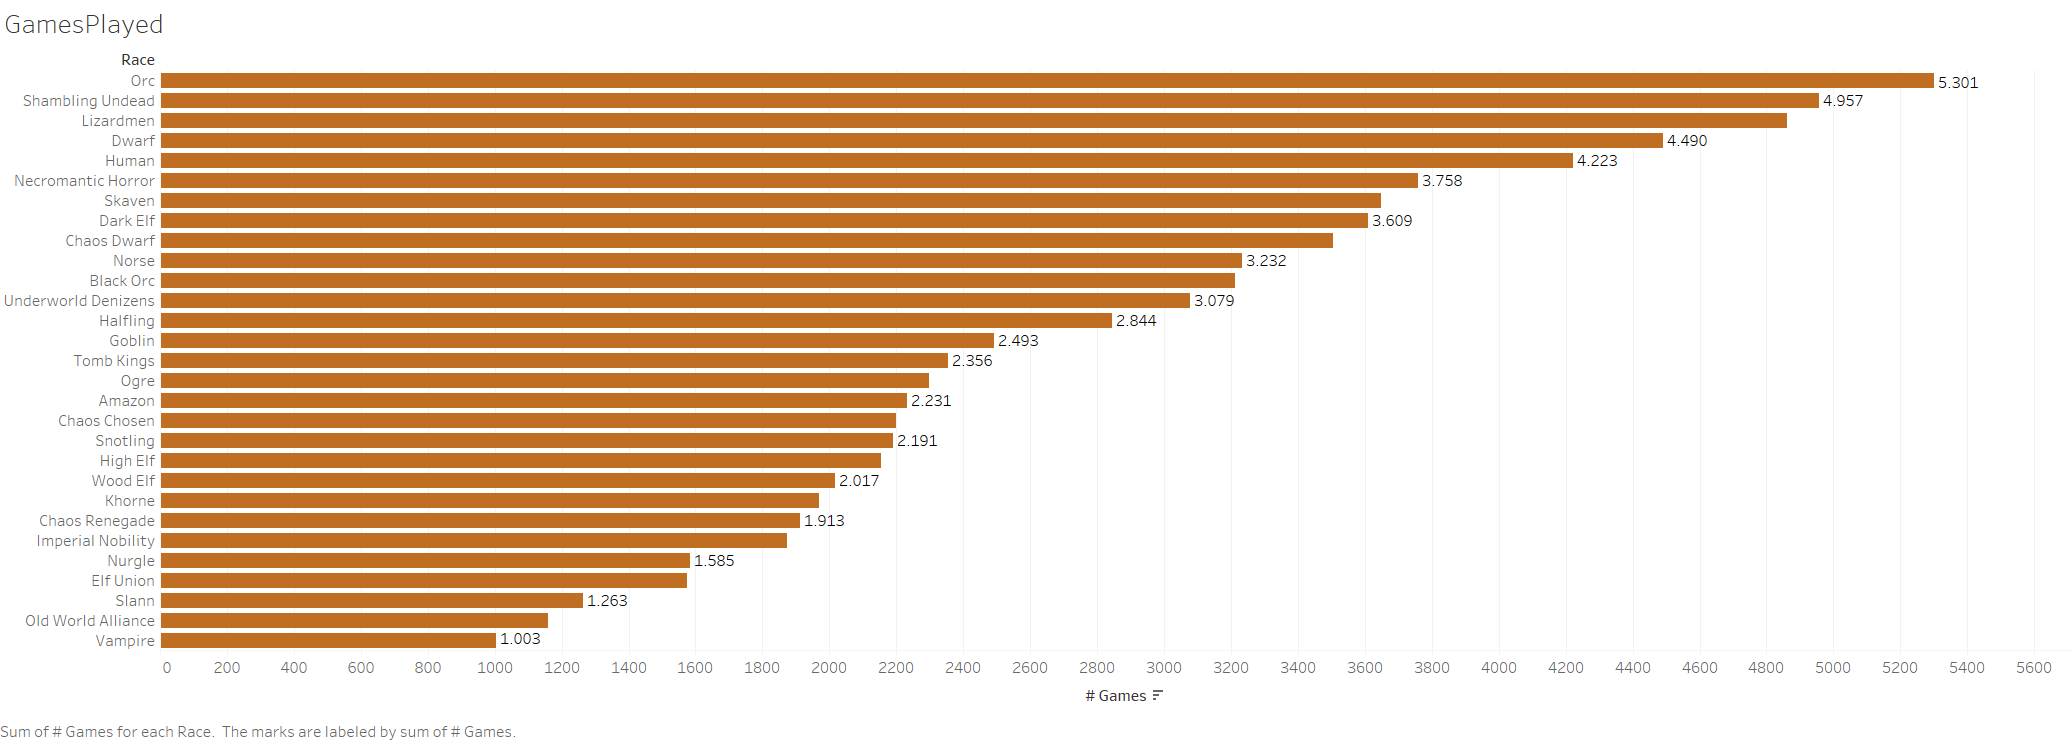 GamesPlayed
Race
Orc 5.301
Shambling Undead 4.957
Lizardmen
Dwarf 4.490
Human 4.223
Necromantic Horror 3.758
Skaven
Dark Elf 3.609
Chaos Dwarf
Norse 3.232
Black Orc
Underworld Denizens 3.079
Halfling 2.844
Goblin 2.493
Tomb Kings 2.356
Ogre
Amazon 2.231
Chaos Chosen
Snotling 2.191
High Elf
Wood Elf 2.017
Khorne
Chaos Renegade 1.913
Imperial Nobility
Nurgle 1.585
Elf Union
Slann 1.263
Old World Alliance
Vampire 1.003
0 200 400 600 800 1000 1200 1400 1600 1800 2000 2200 2400 2600 2800 3000 3200 3400 3600 3800 4000 4200 4400 4600 4800 5000 5200 5400 5600
# Games
Sum of # Games for each Race. The marks are labeled by sum of # Games.